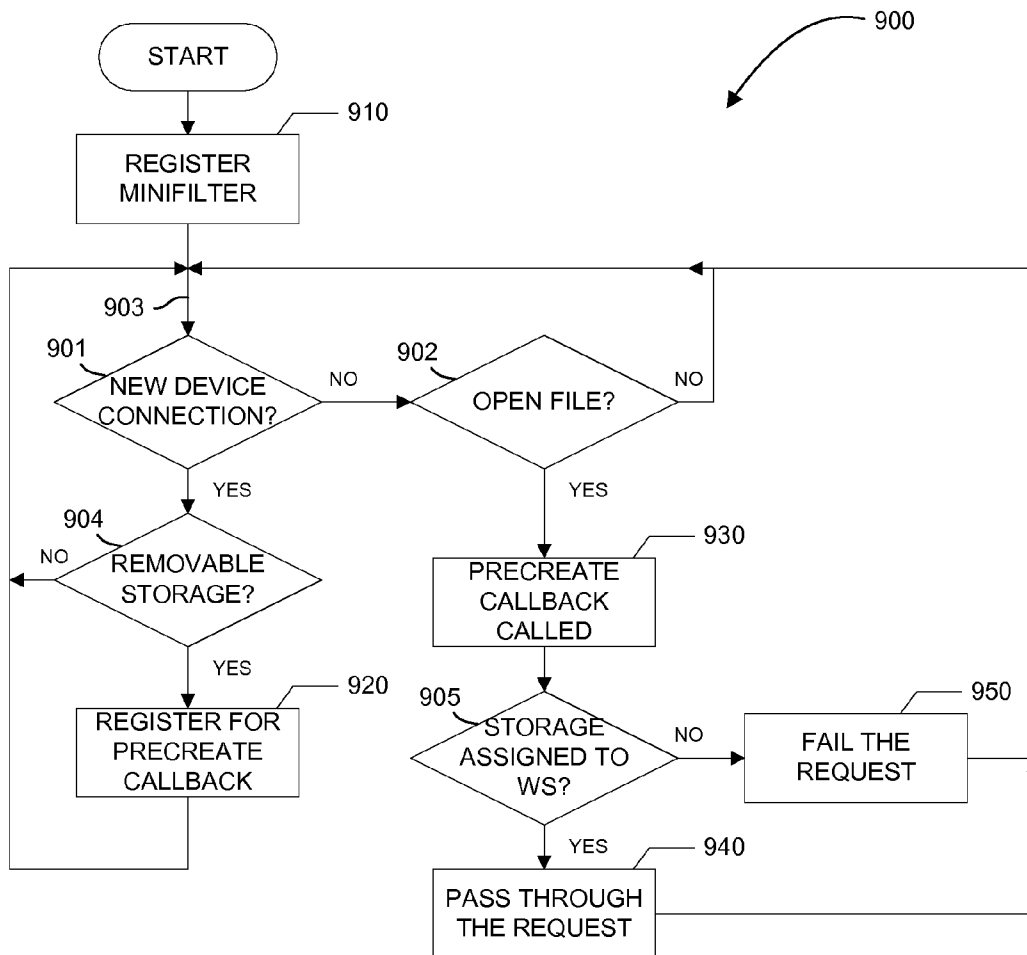 900
START
910
REGISTER
MINIFILTER
903
901
NEW DEVICE
CONNECTION?
NO
902
OPEN FILE?
NO
YES
YES
904
NO
REMOVABLE
STORAGE?
930
PRECREATE
CALLBACK
CALLED
YES
920
REGISTER FOR
PRECREATE
CALLBACK
905
STORAGE
ASSIGNED TO
WS?
NO
950
FAIL THE
REQUEST
YES
940
PASS THROUGH
THE REQUEST